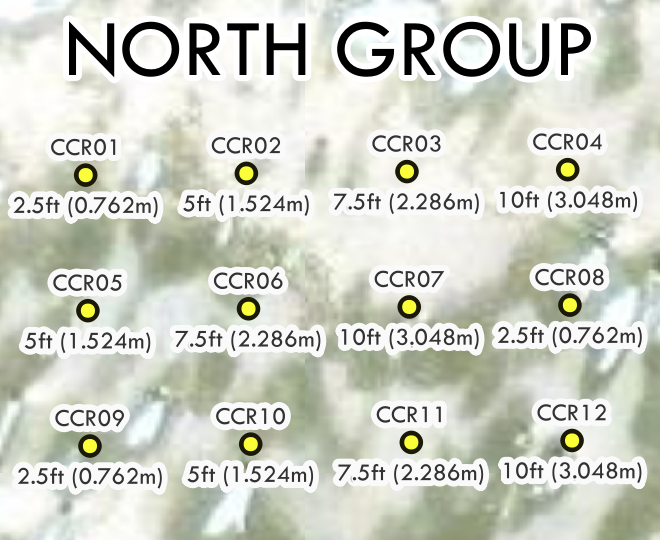 NORTH GROUP
CCR01 CCR02 CCR03 CCR04
2.5ft (0.762m) 5ft (1.524m) 7.5ft (2.286m) 10ft (3.048m)
CCR05 CCR06 CCR07 CCR08
5ft (1.524m) 7.5ft (2.286m) 10ft (3.048m) 2.5ft (0.762m)
CCR09 CCR10 CCR11 CCR12
2.5ft (0.762m) 5ft (1.524m) 7.5ft (2.286m) 10ft (3.048m)